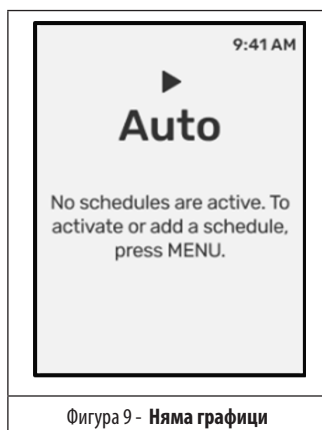 9:41 AM
Auto
No schedules are active. To
activate or add a schedule,
press MENU.
Фигура 9 - Няма графици